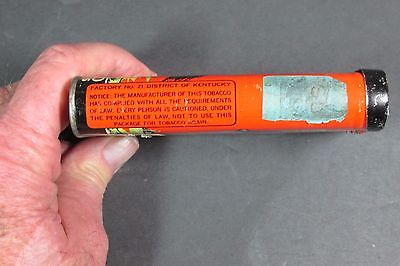 FACTORY NO. 21 DISTRICT OF KENTUCKY
NOTICE: THE MANUFACTURER OF THIS TOBACCO
HAS COMPLIED WITH ALL THE REQUIREMENTS
OF LAW. EVERY PERSON IS CAUTIONED, UNDER
THE PENALTIES OF LAW, NOT TO USE THIS
PACKAGE FOR TOBACCO AGAIN.